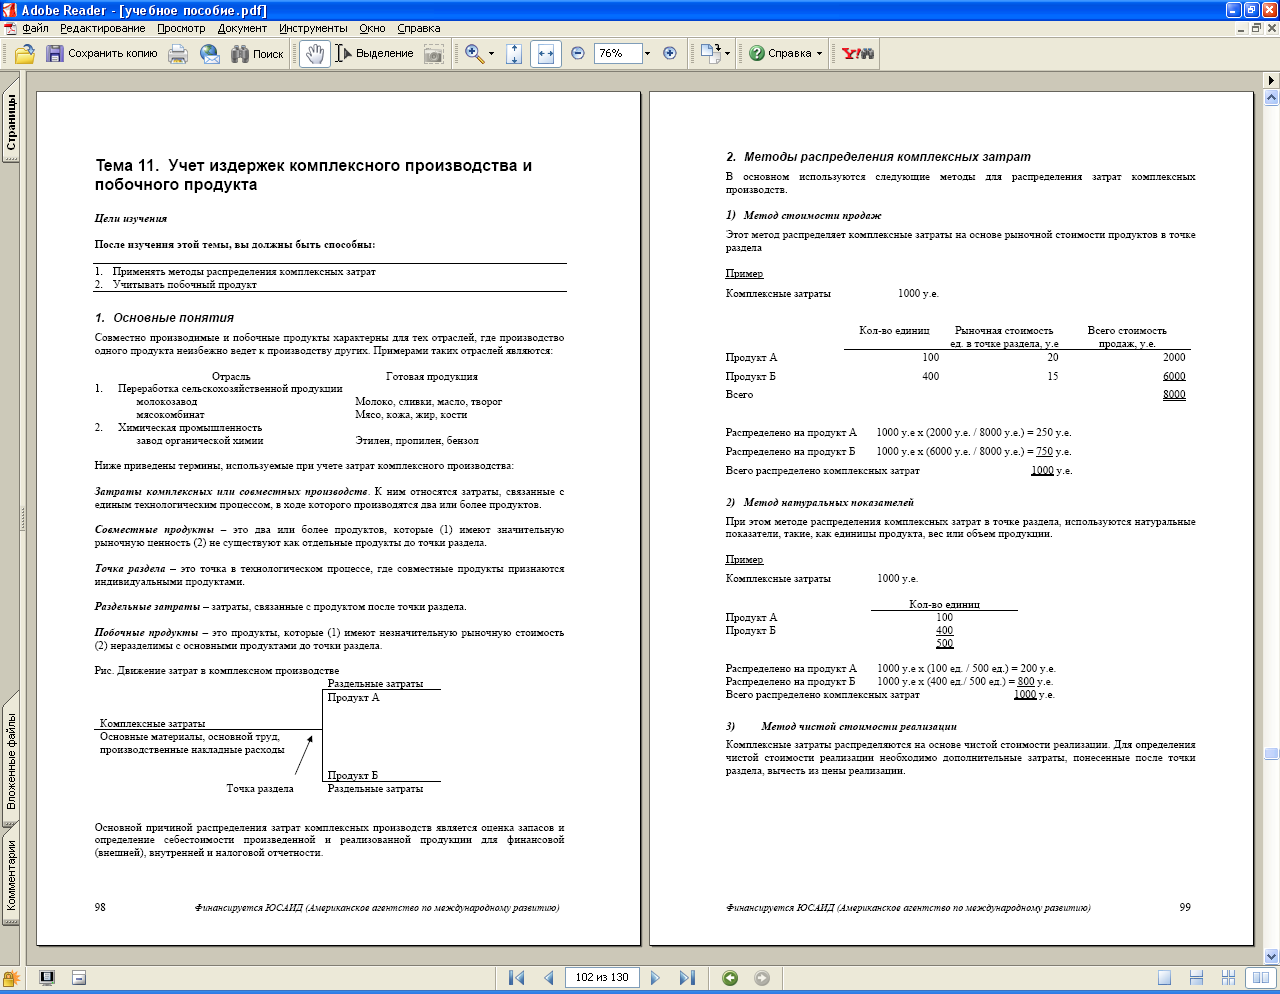 Adobe Reader - [учебное пособие.pdf]
Файл Редактирование Просмотр Документ Инструменты Окно Справка
Сохранить копию Поиск Выделение 76% Справка Y!
Страницы
Вложенные файлы
Комментарии
Тема 11. Учет издержек комплексного производства и
побочного продукта
Цели изучения
После изучения этой темы, вы должны быть способны:
1. Применять методы распределения комплексных затрат
2. Учитывать побочный продукт
1. Основные понятия
Совместно производимые и побочные продукты характерны для тех отраслей, где производство
одного продукта неизбежно ведет к производству других. Примерами таких отраслей являются:
Отрасль Готовая продукция
1. Переработка сельскохозяйственной продукции
молокозавод Молоко, сливки, масло, творог
мясокомбинат Мясо, кожа, жир, кости
2. Химическая промышленность
завод органической химии Этилен, пропилен, бензол
Ниже приведены термины, используемые при учете затрат комплексного производства:
Затраты комплексных или совместных производств. К ним относятся затраты, связанные с
единым технологическим процессом, в ходе которого производятся два или более продуктов.
Совместные продукты – это два или более продуктов, которые (1) имеют значительную
рыночную ценность (2) не существуют как отдельные продукты до точки раздела.
Точка раздела – это точка в технологическом процессе, где совместные продукты признаются
индивидуальными продуктами.
Раздельные затраты – затраты, связанные с продуктом после точки раздела.
Побочные продукты – это продукты, которые (1) имеют незначительную рыночную стоимость
(2) неразделимы с основными продуктами до точки раздела.
Рис. Движение затрат в комплексном производстве
Раздельные затраты
Продукт А
Комплексные затраты
Основные материалы, основной труд,
производственные накладные расходы
Продукт Б
Точка раздела Раздельные затраты
Основной причиной распределения затрат комплексных производств является оценка запасов и
определение себестоимости произведенной и реализованной продукции для финансовой
(внешней), внутренней и налоговой отчетности.
98 Финансируется ЮСАИД (Американское агентство по международному развитию)
2. Методы распределения комплексных затрат
В основном используются следующие методы для распределения затрат комплексных
производств.
1) Метод стоимости продаж
Этот метод распределяет комплексные затраты на основе рыночной стоимости продуктов в точке
раздела
Пример
Комплексные затраты 1000 у.е.
Кол-во единиц Рыночная стоимость Всего стоимость
ед. в точке раздела, у.е продаж, у.е.
Продукт А 100 20 2000
Продукт Б 400 15 6000
Всего 8000
Распределено на продукт А 1000 у.е х (2000 у.е. / 8000 у.е.) = 250 у.е.
Распределено на продукт Б 1000 у.е х (6000 у.е. / 8000 у.е.) = 750 у.е.
Всего распределено комплексных затрат 1000 у.е.
2) Метод натуральных показателей
При этом методе распределения комплексных затрат в точке раздела, используются натуральные
показатели, такие, как единицы продукта, вес или объем продукции.
Пример
Комплексные затраты 1000 у.е.
Кол-во единиц
Продукт А 100
Продукт Б 400
500
Распределено на продукт А 1000 у.е х (100 ед. / 500 ед.) = 200 у.е.
Распределено на продукт Б 1000 у.е х (400 ед./ 500 ед.) = 800 у.е.
Всего распределено комплексных затрат 1000 у.е.
3) Метод чистой стоимости реализации
Комплексные затраты распределяются на основе чистой стоимости реализации. Для определения
чистой стоимости реализации необходимо дополнительные затраты, понесенные после точки
раздела, вычесть из цены реализации.
Финансируется ЮСАИД (Американское агентство по международному развитию) 99
102 из 130